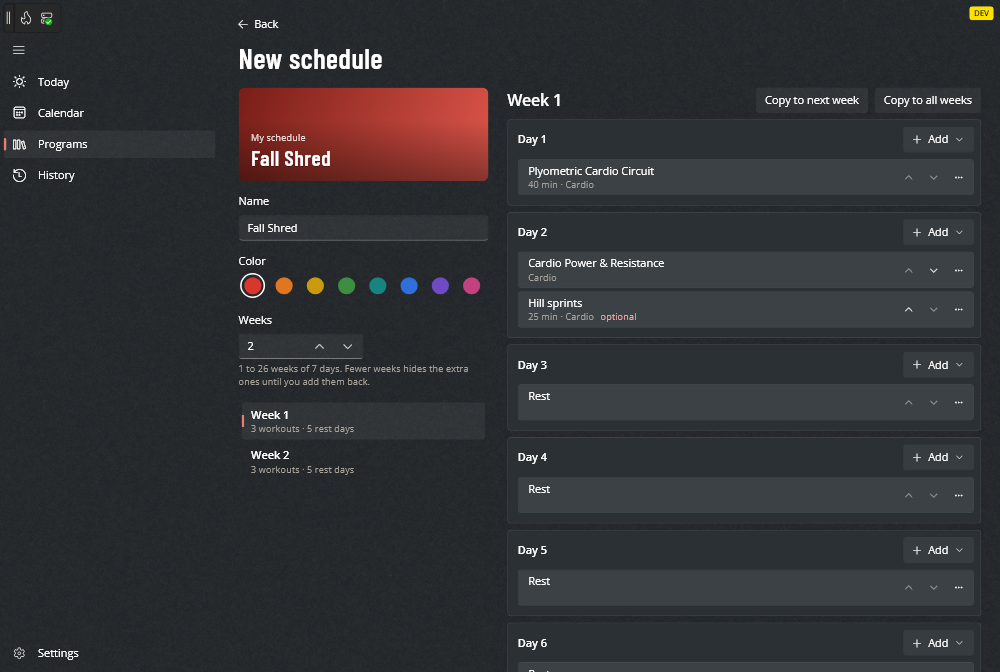 DEV
Back
New schedule
Today
Calendar
Programs
History
Settings
My schedule
Fall Shred
Name
Fall Shred
Color
Weeks
2
1 to 26 weeks of 7 days. Fewer weeks hides the extra
ones until you add them back.
Week 1
3 workouts · 5 rest days
Week 2
3 workouts · 5 rest days
Week 1
Copy to next week
Copy to all weeks
Day 1
Add
Plyometric Cardio Circuit
40 min · Cardio
Day 2
Add
Cardio Power & Resistance
Cardio
Hill sprints
25 min · Cardio optional
Day 3
Add
Rest
Day 4
Add
Rest
Day 5
Add
Rest
Day 6
Add